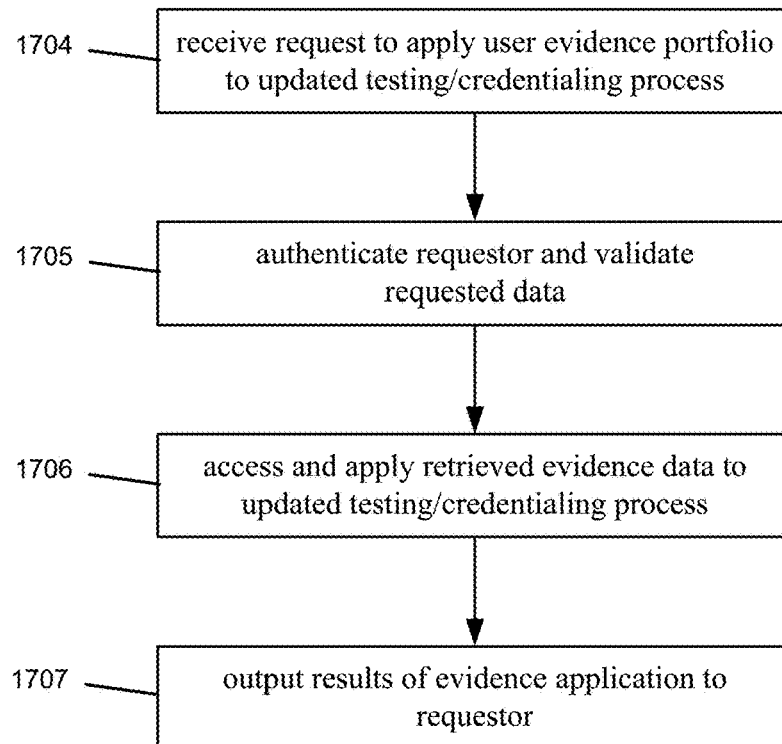 1704
receive request to apply user evidence portfolio
to updated testing/credentialing process
1705
authenticate requestor and validate
requested data
1706
access and apply retrieved evidence data to
updated testing/credentialing process
1707
output results of evidence application to
requestor